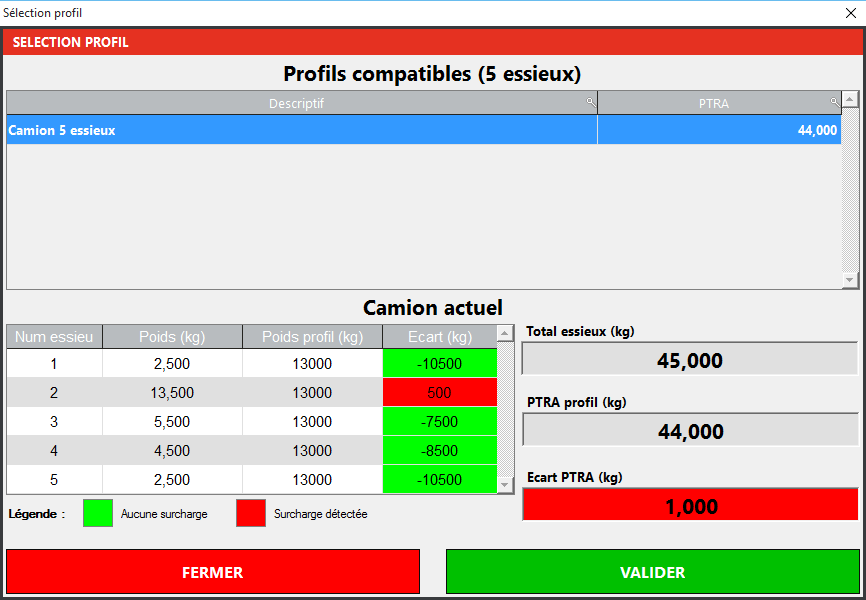 Sélection profil
SELECTION PROFIL
Profils compatibles (5 essieux)
Descriptif PTRA
Camion 5 essieux 44,000
Camion actuel
Num essieu Poids (kg) Poids profil (kg) Ecart (kg)
1 2,500 13000 -10500
2 13,500 13000 500
3 5,500 13000 -7500
4 4,500 13000 -8500
5 2,500 13000 -10500
Légende : Aucune surcharge Surcharge détectée
Total essieux (kg)
45,000
PTRA profil (kg)
44,000
Ecart PTRA (kg)
1,000
FERMER VALIDER